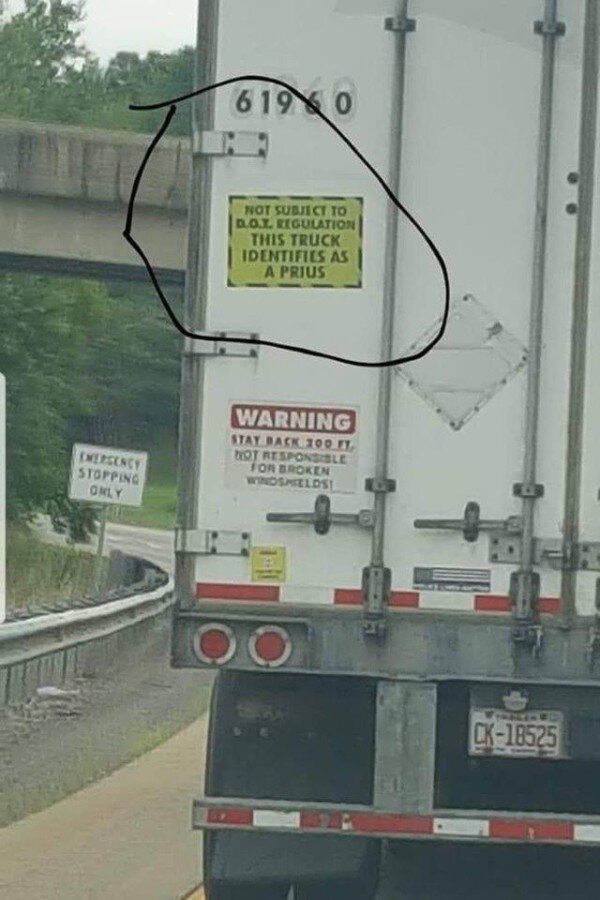 61960
NOT SUBJECT TO
D.O.T. REGULATION
THIS TRUCK
IDENTIFIES AS
A PRIUS
WARNING
STAY BACK 200 FT.
NOT RESPONSIBLE
FOR BROKEN
WINDSHIELDS!
EMERGENCY
STOPPING
ONLY
CK-18525